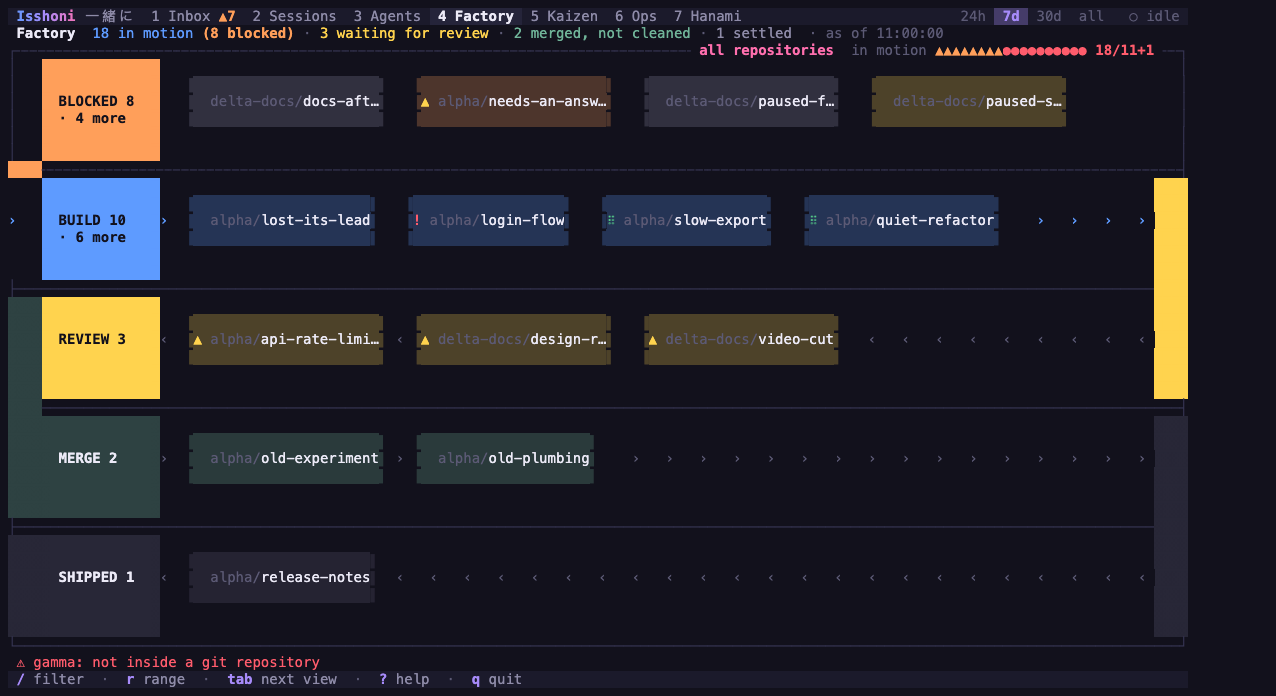 Isshoni 一緒に 1 Inbox ▲7 2 Sessions 3 Agents 4 Factory 5 Kaizen 6 Ops 7 Hanami 24h 7d 30d all ○ idle
Factory 18 in motion (8 blocked) · 3 waiting for review · 2 merged, not cleaned · 1 settled · as of 11:00:00
all repositories in motion ▲▲▲▲▲▲▲▲●●●●●●●●●● 18/11+1
BLOCKED 8 delta-docs/docs-aft… ▲ alpha/needs-an-answ… delta-docs/paused-f… delta-docs/paused-s…
· 4 more
› BUILD 10 › alpha/lost-its-lead ! alpha/login-flow ⠿ alpha/slow-export ⠿ alpha/quiet-refactor › › › ›
· 6 more
REVIEW 3 ‹ ▲ alpha/api-rate-limi… ‹ ▲ delta-docs/design-r… ▲ delta-docs/video-cut ‹ ‹ ‹ ‹ ‹ ‹ ‹ ‹ ‹
MERGE 2 › alpha/old-experiment › alpha/old-plumbing › › › › › › › › › › › › › › › ›
SHIPPED 1 ‹ alpha/release-notes ‹ ‹ ‹ ‹ ‹ ‹ ‹ ‹ ‹ ‹ ‹ ‹ ‹ ‹ ‹ ‹ ‹ ‹ ‹ ‹ ‹ ‹ ‹
⚠ gamma: not inside a git repository
/ filter · r range · tab next view · ? help · q quit